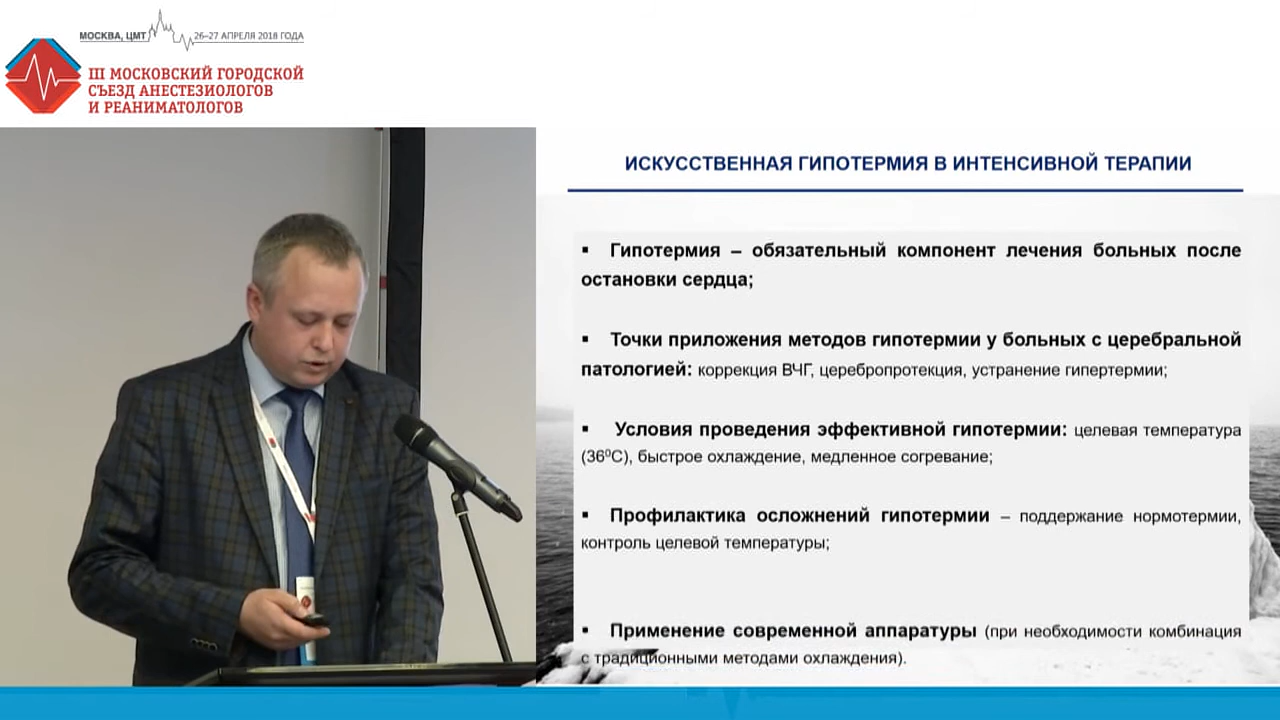 МОСКВА, ЦМТ 26–27 АПРЕЛЯ 2018 ГОДА
III МОСКОВСКИЙ ГОРОДСКОЙ
СЪЕЗД АНЕСТЕЗИОЛОГОВ
И РЕАНИМАТОЛОГОВ
ИСКУССТВЕННАЯ ГИПОТЕРМИЯ В ИНТЕНСИВНОЙ ТЕРАПИИ
▪ Гипотермия – обязательный компонент лечения больных после
остановки сердца;
▪ Точки приложения методов гипотермии у больных с церебральной
патологией: коррекция ВЧГ, церебропротекция, устранение гипертермии;
▪ Условия проведения эффективной гипотермии: целевая температура
(36⁰С), быстрое охлаждение, медленное согревание;
▪ Профилактика осложнений гипотермии – поддержание нормотермии,
контроль целевой температуры;
▪ Применение современной аппаратуры (при необходимости комбинация
с традиционными методами охлаждения).